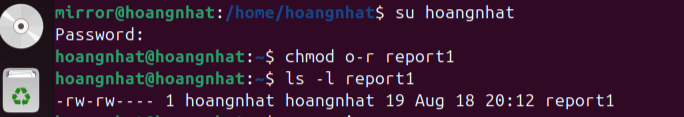 mirror@hoangnhat:/home/hoangnhat$ su hoangnhat
Password:
hoangnhat@hoangnhat:~$ chmod o-r report1
hoangnhat@hoangnhat:~$ ls -l report1
-rw-rw---- 1 hoangnhat hoangnhat 19 Aug 18 20:12 report1